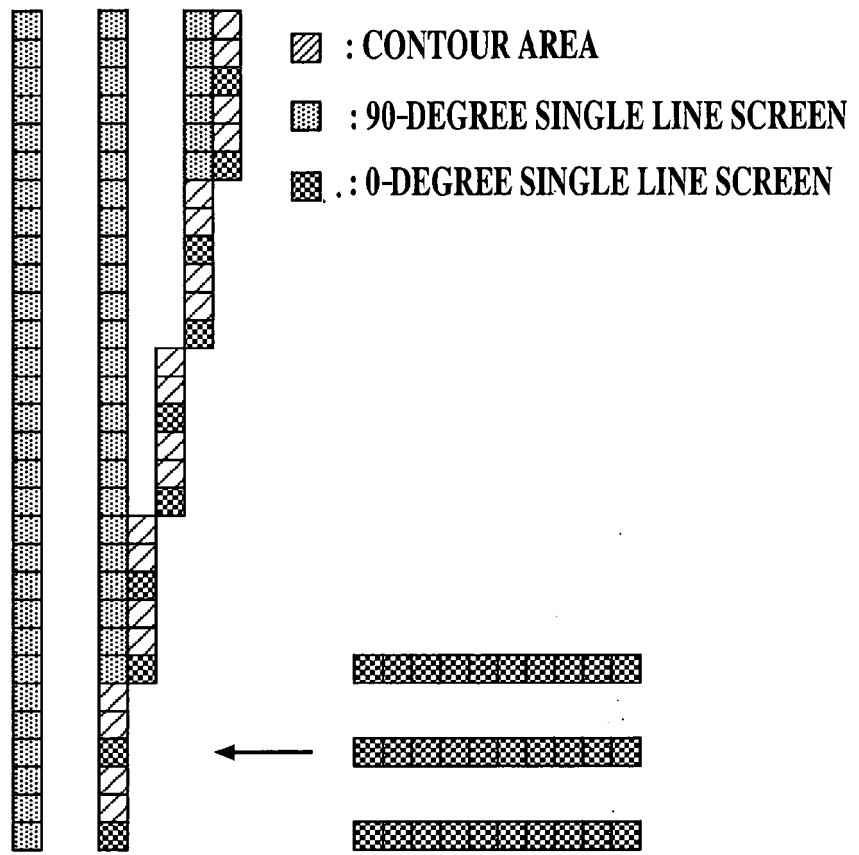 : CONTOUR AREA
: 90-DEGREE SINGLE LINE SCREEN
: 0-DEGREE SINGLE LINE SCREEN